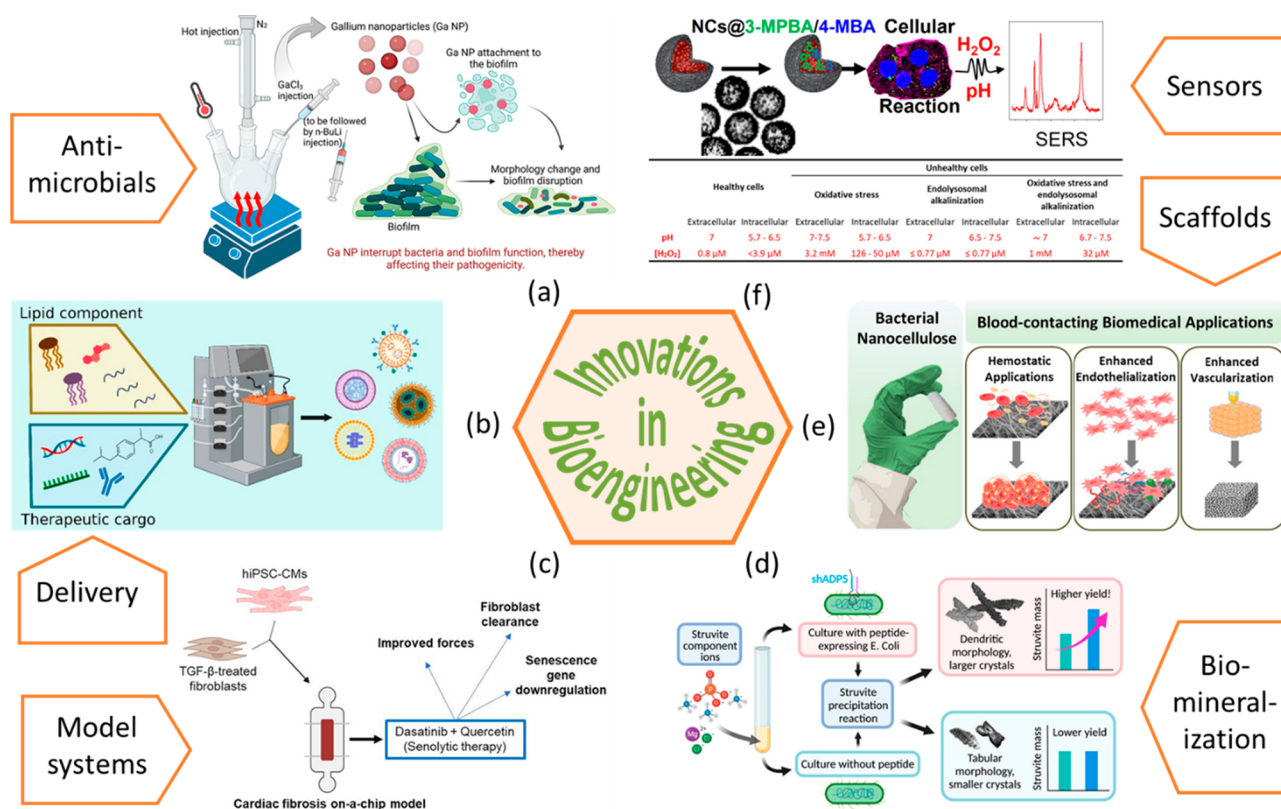 Anti-
microbials
Hot injection
N₂
GaCl₃
injection
(to be followed
by n-BuLi
injection)
Gallium nanoparticles (Ga NP)
Ga NP attachment to
the biofilm
Morphology change and
biofilm disruption
Biofilm
Ga NP interrupt bacteria and biofilm function, thereby
affecting their pathogenicity.
(a)
NCs@3-MPBA/4-MBA
Cellular
Reaction
H₂O₂
pH
SERS
Sensors
Unhealthy cells
Healthy cells
Oxidative stress
Endolysosomal
alkalinization
Oxidative stress and
endolysosomal
alkalinization
Extracellular Intracellular Extracellular Intracellular Extracellular Intracellular Extracellular Intracellular
pH 7 5.7 - 6.5 7-7.5 5.7 - 6.5 7 6.5 - 7.5 ~ 7 6.7 - 7.5
[H₂O₂] 0.8 µM <3.9 µM 3.2 mM 126 - 50 µM ≤ 0.77 µM ≤ 0.77 µM 1 mM 32 µM
(f)
Scaffolds
Lipid component
Therapeutic cargo
(b)
Innovations
in
Bioengineering
(e)
Bacterial
Nanocellulose
Blood-contacting Biomedical Applications
Hemostatic
Applications
Enhanced
Endothelialization
Enhanced
Vascularization
Delivery
Model
systems
(c)
hiPSC-CMs
TGF-β-treated
fibroblasts
Cardiac fibrosis on-a-chip model
Improved forces
Fibroblast
clearance
Senescence
gene
downregulation
Dasatinib + Quercetin
(Senolytic therapy)
(d)
Struvite
component
ions
P
O
Mg
2+
Cl
shADP5
Culture with peptide-
expressing E. Coli
Struvite
precipitation
reaction
Culture without peptide
Dendritic
morphology,
larger crystals
Struvite mass
Higher yield!
Tabular
morphology,
smaller crystals
Struvite mass
Lower yield
Bio-
mineral-
ization